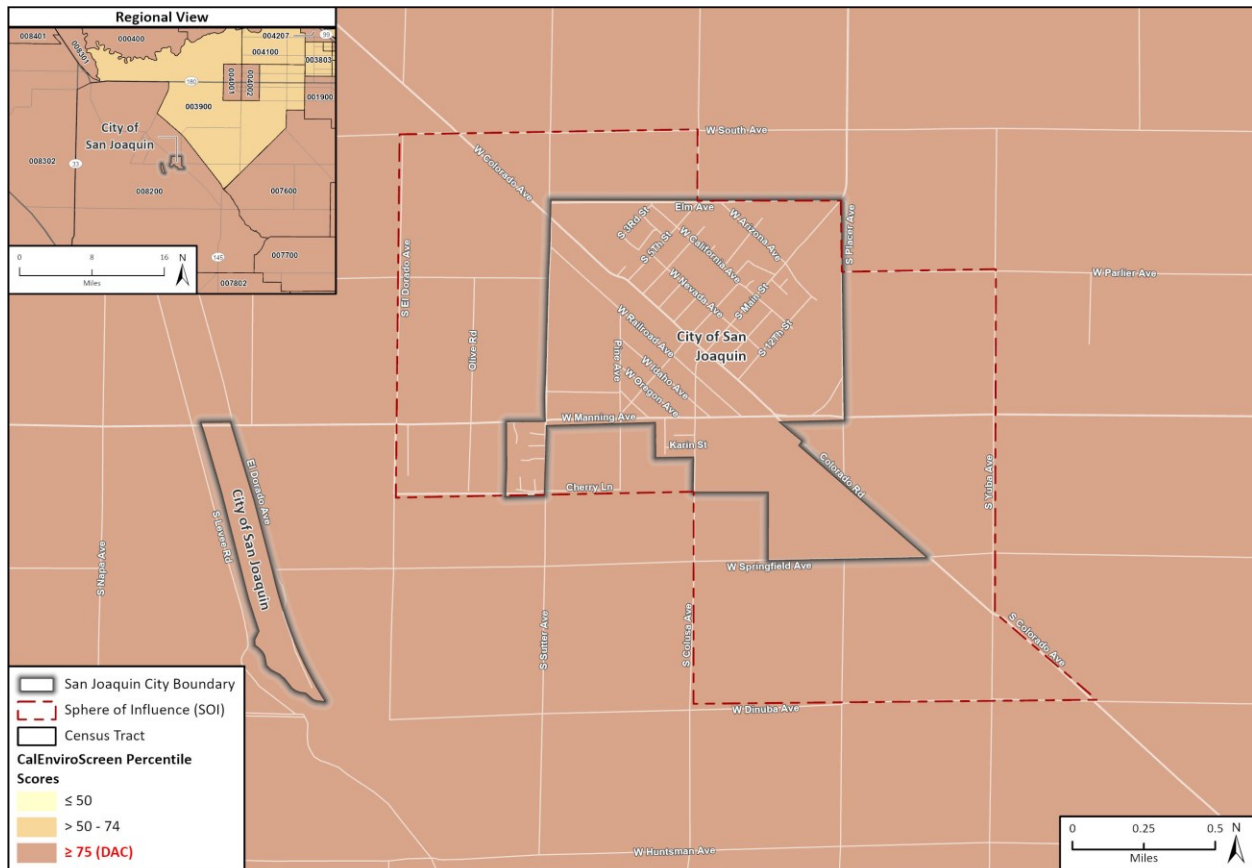 Regional View
008401
008301
000400
004207
99
004100
003803
180
004001
004002
001900
003900
City of
San Joaquin
33
008302
008200
007600
145
007700
007802
0 8 16
Miles
N
W South Ave
W Colorado Ave
Elm Ave
S 3Rd St
S 5Th St
W Arizona Ave
W California Ave
S Placer Ave
W Parlier Ave
S El Dorado Ave
W Nevada Ave
S Main St
S 12Th St
Olive Rd
W Railroad Ave
City of San
Joaquin
Pine Ave
W Idaho Ave
W Oregon Ave
W Manning Ave
Karin St
Colorado Rd
S Yuba Ave
Cherry Ln
El Dorado Ave
City of San Joaquin
S Levee Rd
S Napa Ave
W Springfield Ave
S Sutter Ave
S Colusa Ave
S Colorado Ave
W Dinuba Ave
W Huntsman Ave
San Joaquin City Boundary
Sphere of Influence (SOI)
Census Tract
CalEnviroScreen Percentile
Scores
≤ 50
> 50 - 74
≥ 75 (DAC)
0 0.25 0.5
Miles
N